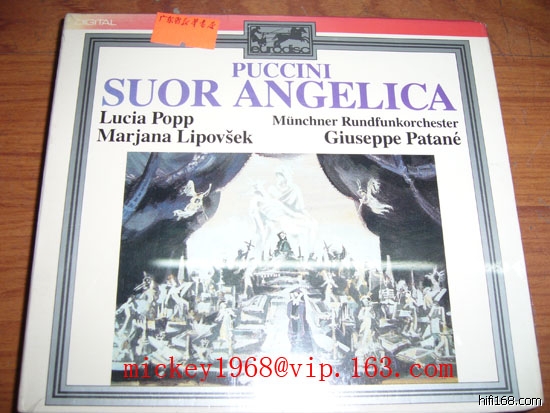 DIGITAL
eurodisc
PUCCINI
SUOR ANGELICA
Lucia Popp
Marjana Lipovšek
Münchner Rundfunkorchester
Giuseppe Patané
mickey1968@vip.163.com
hifi168.com